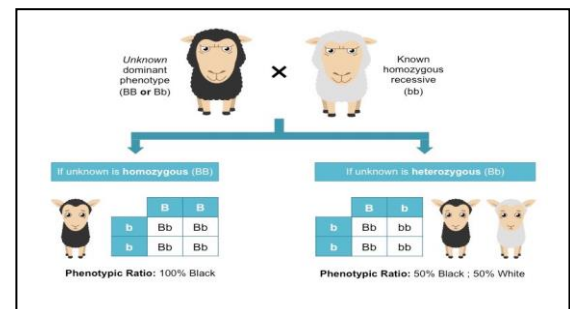 Unknown
dominant
phenotype
(BB or Bb)
×
Known
homozygous
recessive
(bb)
If unknown is homozygous (BB)
B B
b Bb Bb
b Bb Bb
Phenotypic Ratio: 100% Black
If unknown is heterozygous (Bb)
B b
b Bb bb
b Bb bb
Phenotypic Ratio: 50% Black ; 50% White